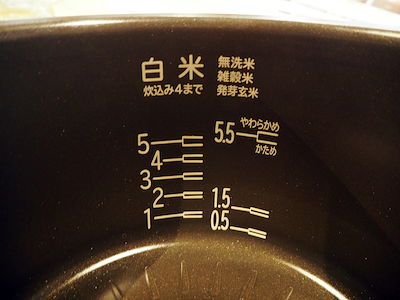 白米
無洗米
雑穀米
発芽玄米
炊込み4まで
5
4
3
2
1
5.5
やわらかめ
かため
1.5
0.5